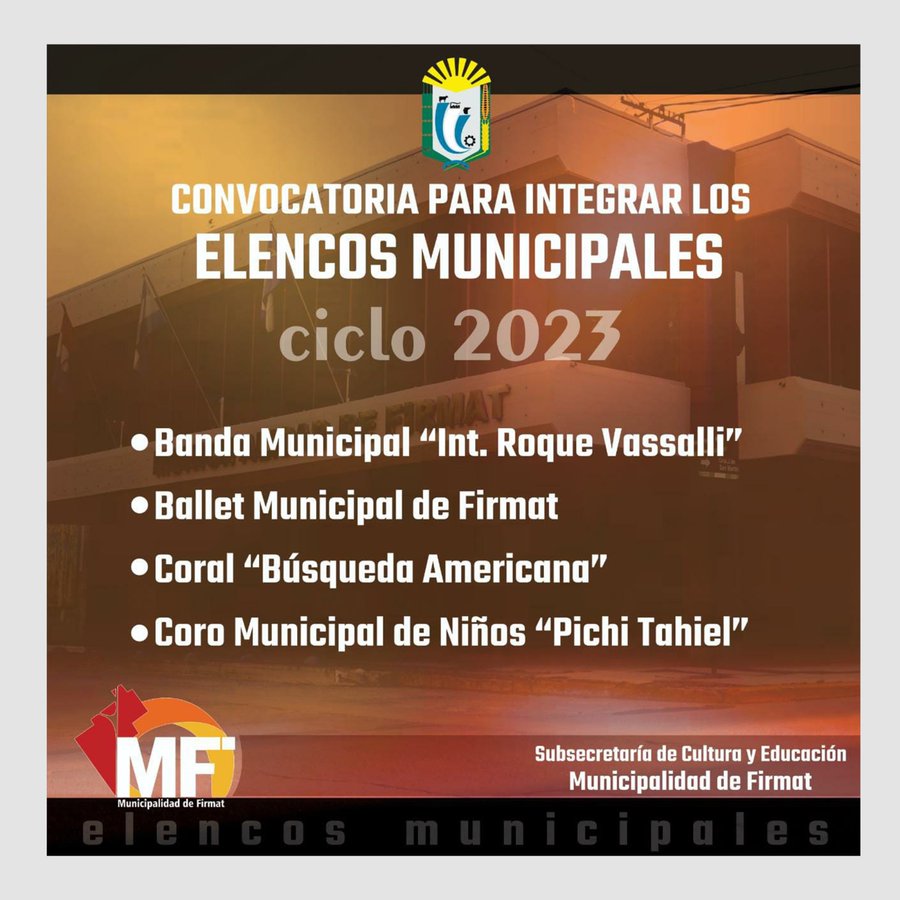 CONVOCATORIA PARA INTEGRAR LOS
ELENCOS MUNICIPALES
ciclo 2023
DE FIRMAT
• Banda Municipal “Int. Roque Vassalli”
• Ballet Municipal de Firmat
• Coral “Búsqueda Americana”
• Coro Municipal de Niños “Pichi Tahiel”
MF
Municipalidad de Firmat
Subsecretaría de Cultura y Educación
Municipalidad de Firmat
elencos municipales